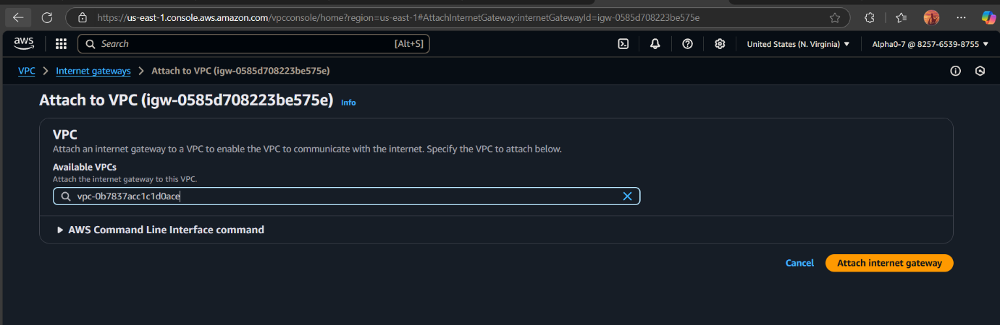 https://us-east-1.console.aws.amazon.com/vpcconsole/home?region=us-east-1#AttachInternetGateway:internetGatewayId=igw-0585d708223be575e
aws
Search [Alt+S]
United States (N. Virginia) ▼
Alpha0-7 @ 8257-6539-8755 ▼
VPC > Internet gateways > Attach to VPC (igw-0585d708223be575e)
Attach to VPC (igw-0585d708223be575e) Info
VPC
Attach an internet gateway to a VPC to enable the VPC to communicate with the internet. Specify the VPC to attach below.
Available VPCs
Attach the internet gateway to this VPC.
vpc-0b7837acc1c1d0ace
▶ AWS Command Line Interface command
Cancel
Attach internet gateway